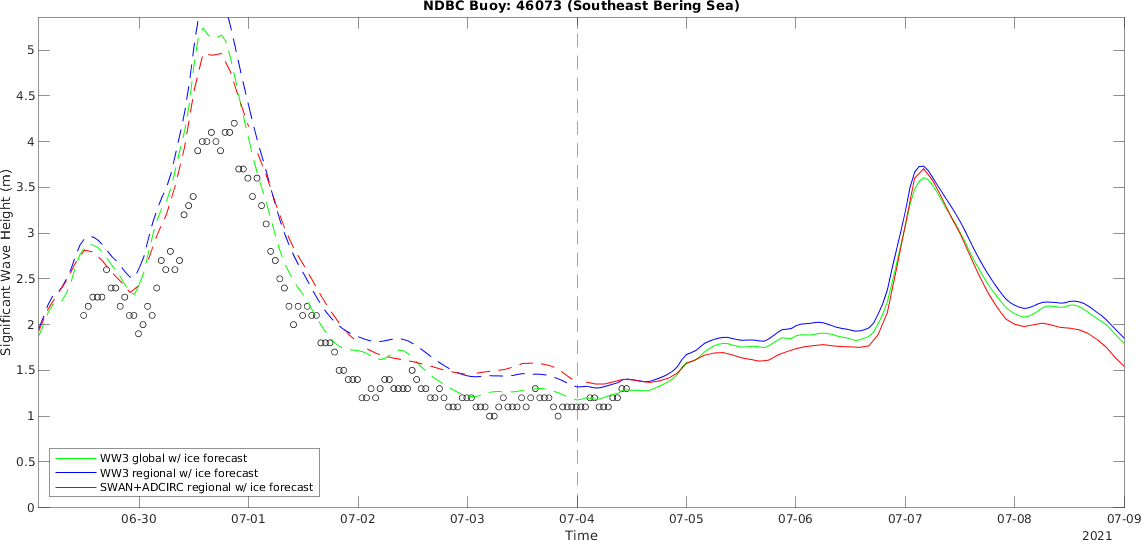 NDBC Buoy: 46073 (Southeast Bering Sea)
Significant Wave Height (m)
5
4.5
4
3.5
3
2.5
2
1.5
1
0.5
0
WW3 global w/ ice forecast
WW3 regional w/ ice forecast
SWAN+ADCIRC regional w/ ice forecast
06-30 07-01 07-02 07-03 07-04 07-05 07-06 07-07 07-08 07-09
Time
2021